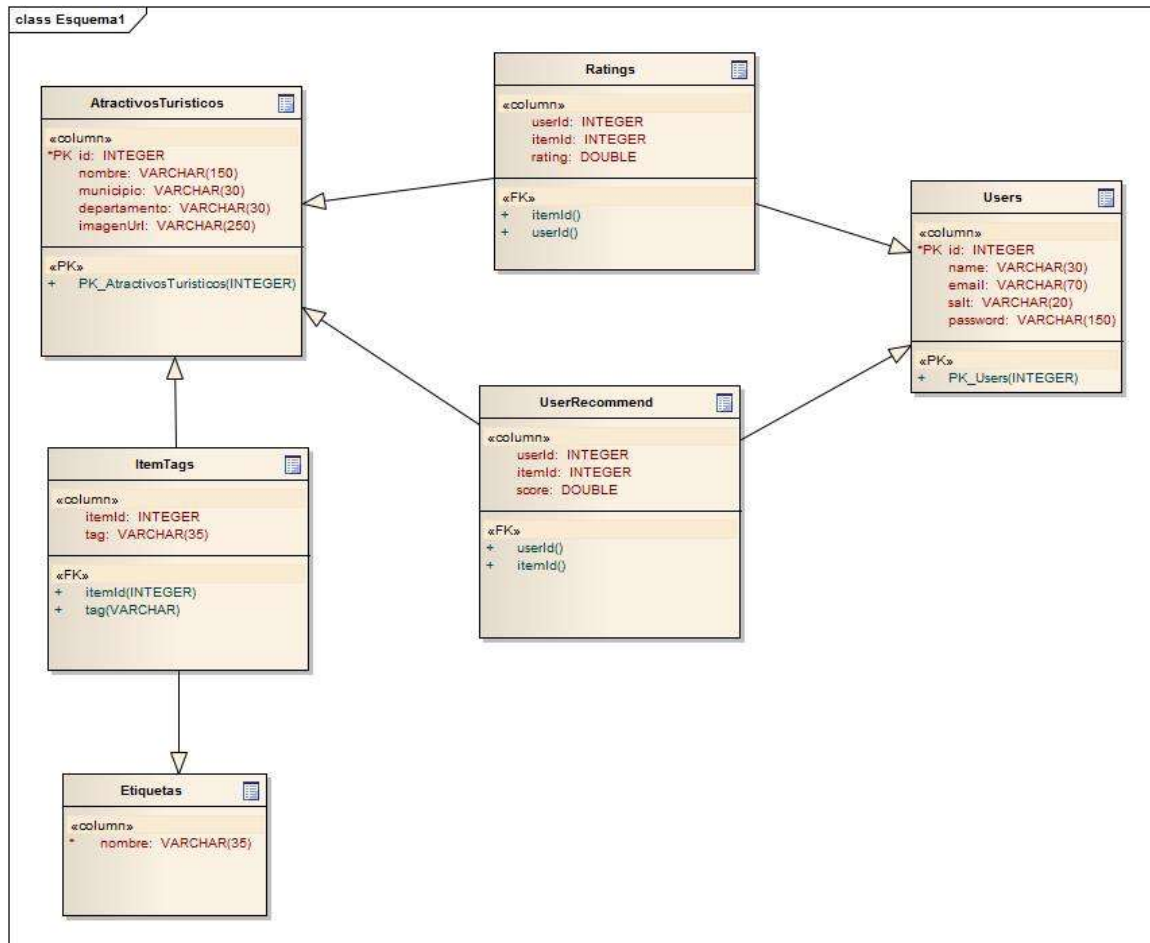 class Esquema1
AtractivosTuristicos
«column»
*PK id: INTEGER
nombre: VARCHAR(150)
municipio: VARCHAR(30)
departamento: VARCHAR(30)
imagenUrl: VARCHAR(250)
«PK»
+ PK_AtractivosTuristicos(INTEGER)
Ratings
«column»
userId: INTEGER
itemId: INTEGER
rating: DOUBLE
«FK»
+ itemId()
+ userId()
Users
«column»
*PK id: INTEGER
name: VARCHAR(30)
email: VARCHAR(70)
salt: VARCHAR(20)
password: VARCHAR(150)
«PK»
+ PK_Users(INTEGER)
UserRecommend
«column»
userId: INTEGER
itemId: INTEGER
score: DOUBLE
«FK»
+ userId()
+ itemId()
ItemTags
«column»
itemId: INTEGER
tag: VARCHAR(35)
«FK»
+ itemId(INTEGER)
+ tag(VARCHAR)
Etiquetas
«column»
* nombre: VARCHAR(35)